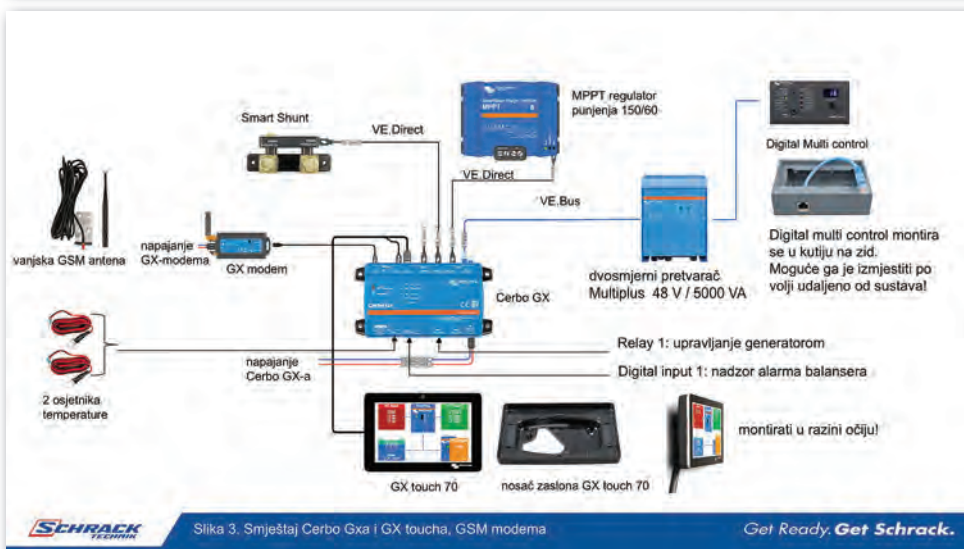 Smart Shunt
VE.Direct
MPPT regulator
punjenja 150/60
MPPT
VE.Direct
VE.Bus
Digital Multi control
vanjska GSM antena
napajanje
GX-modema
GX modem
Cerbo GX
dvosmjerni pretvarač
Multiplus 48 V / 5000 VA
Digital multi control montira
se u kutiju na zid.
Moguće ga je izmjestiti po
volji udaljeno od sustava!
2 osjetnika
temperature
napajanje
Cerbo GX-a
Relay 1: upravljanje generatorom
Digital input 1: nadzor alarma balansera
GX touch 70
nosač zaslona GX touch 70
montirati u razini očiju!
SCHRACK
TECHNIK
Slika 3. Smještaj Cerbo Gxa i GX toucha, GSM modema
Get Ready. Get Schrack.